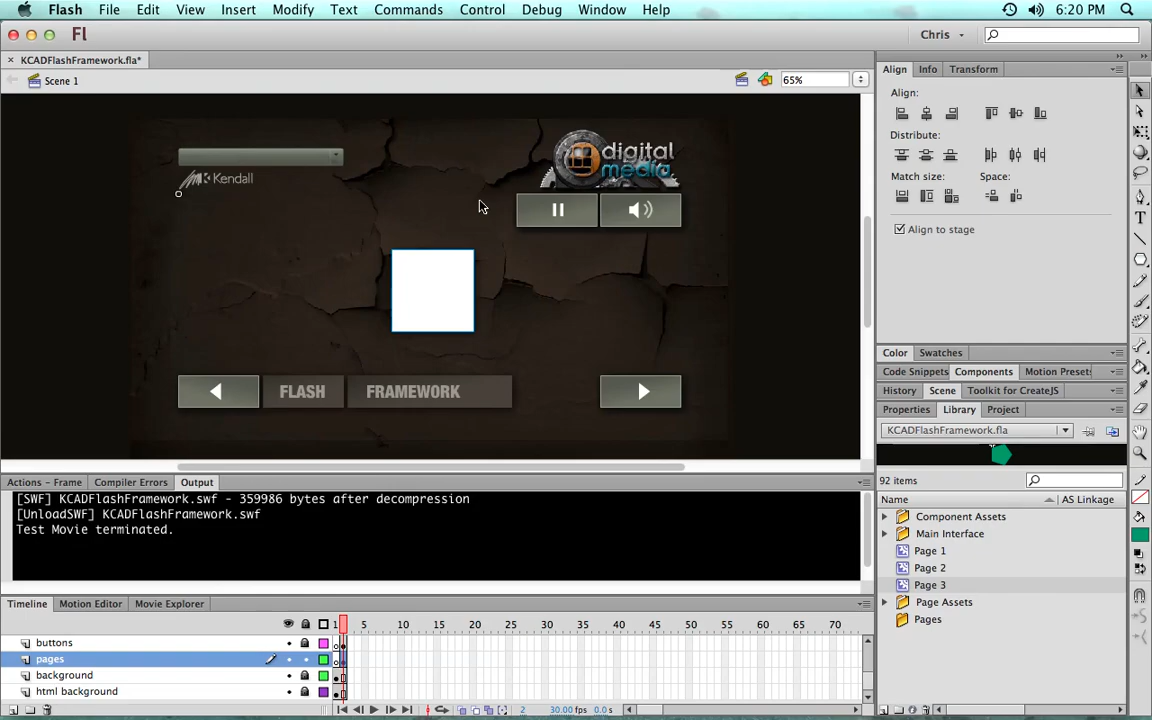 Flash File Edit View Insert Modify Text Commands Control Debug Window Help 6:20 PM
Fl Chris
KCADFlashFramework.fla*
Scene 1 65%
Align Info Transform
Align:
Distribute:
Match size: Space:
Align to stage
Kendall
digital
media
FLASH FRAMEWORK
Color Swatches
Code Snippets Components Motion Presets
History Scene Toolkit for CreateJS
Properties Library Project
KCADFlashFramework.fla
92 items
Name AS Linkage
Component Assets
Main Interface
Page 1
Page 2
Page 3
Page Assets
Pages
Actions - Frame Compiler Errors Output
[SWF] KCADFlashFramework.swf - 359986 bytes after decompression
[UnloadSWF] KCADFlashFramework.swf
Test Movie terminated.
Timeline Motion Editor Movie Explorer
1 5 10 15 20 25 30 35 40 45 50 55 60 65 70
buttons
pages
background
html background
2 30.00 fps 0.0 s